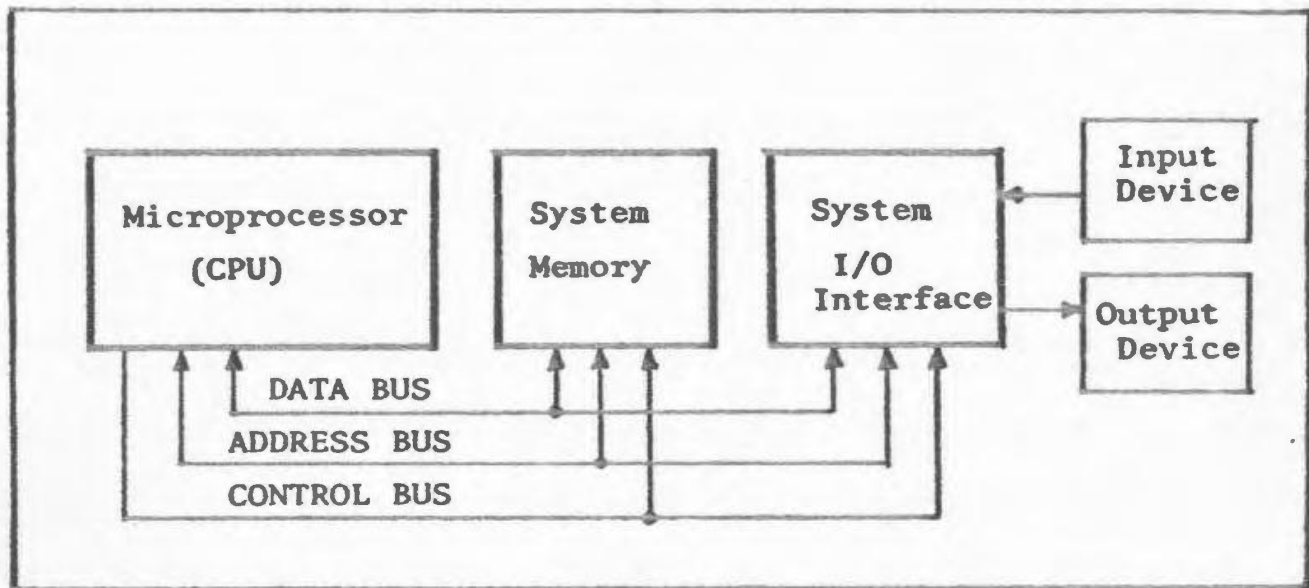 Microprocessor
(CPU)
System
Memory
System
I/O
Interface
Input
Device
Output
Device
DATA BUS
ADDRESS BUS
CONTROL BUS